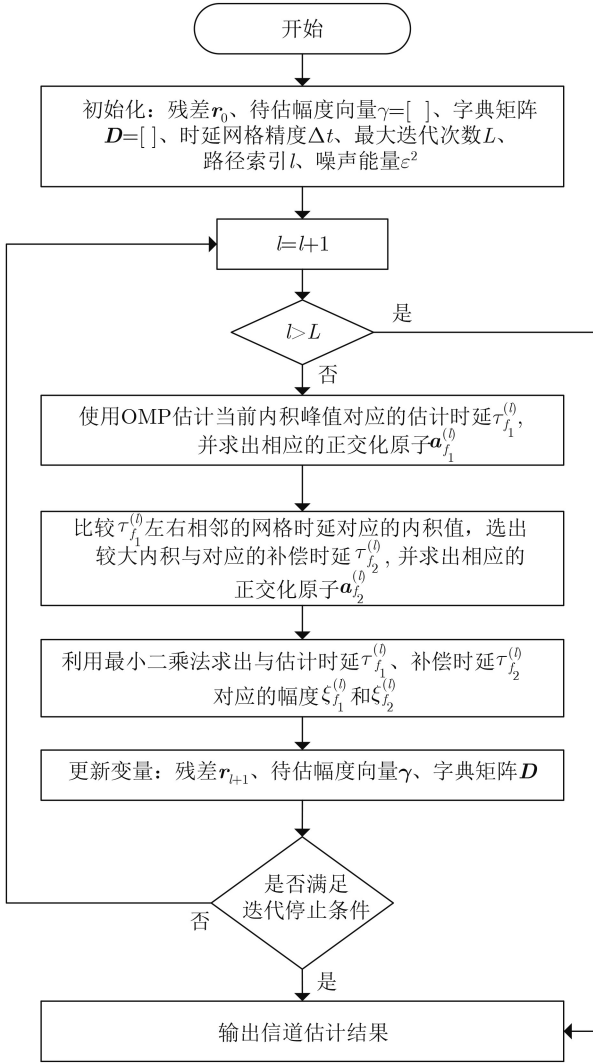 开始
初始化：残差r₀、待估幅度向量γ=[ ]、字典矩阵
D=[ ]、时延网格精度Δt、最大迭代次数L、
路径索引l、噪声能量ε²
l=l+1
l>L
是
否
使用OMP估计当前内积峰值对应的估计时延τ_{f_1}^{(l)},
并求出相应的正交化原子a_{f_1}^{(l)}
比较τ_{f_1}^{(l)}左右相邻的网格时延对应的内积值，选出
较大内积与对应的补偿时延τ_{f_2}^{(l)}, 并求出相应的
正交化原子a_{f_2}^{(l)}
利用最小二乘法求出与估计时延τ_{f_1}^{(l)}、补偿时延τ_{f_2}^{(l)}
对应的幅度ξ_{f_1}^{(l)}和ξ_{f_2}^{(l)}
更新变量：残差r_{l+1}、待估幅度向量γ、字典矩阵D
是否满足
迭代停止条件
否
是
输出信道估计结果